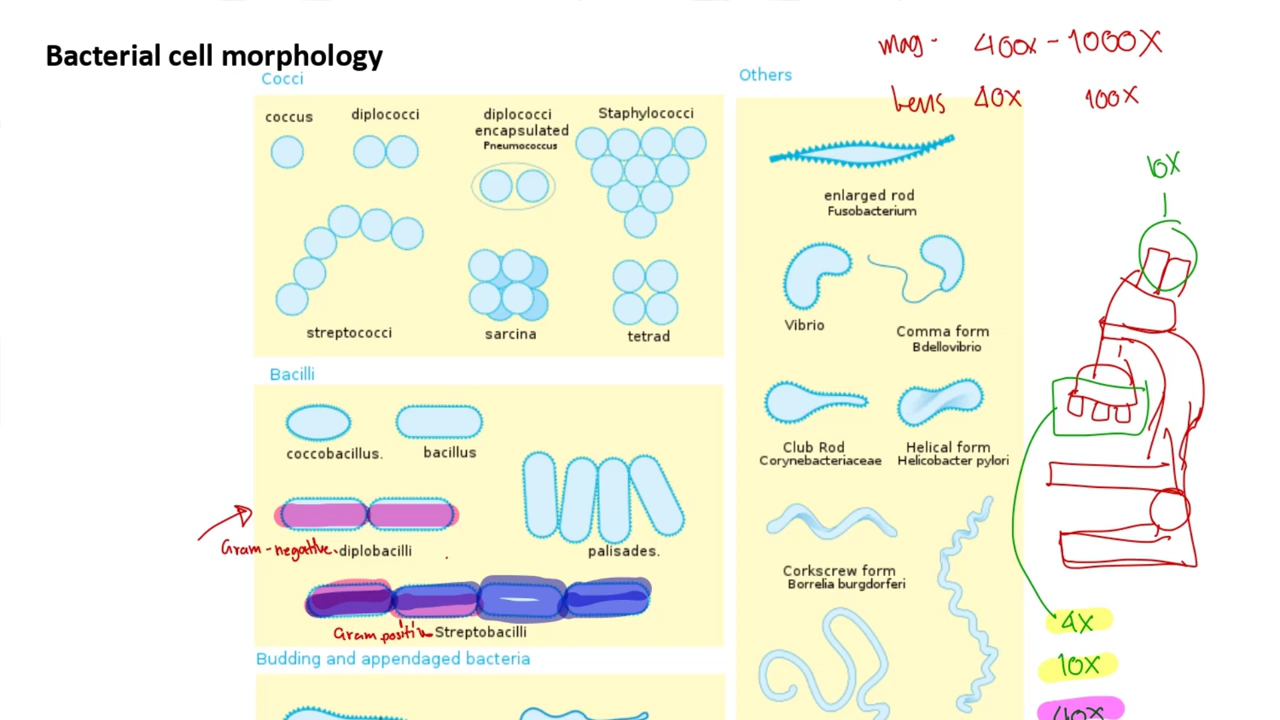 Bacterial cell morphology
mag. 400x - 1000X
Lens 40X 100X
10X
Cocci
coccus
diplococci
diplococci
encapsulated
Pneumococcus
Staphylococci
streptococci
sarcina
tetrad
Bacilli
coccobacillus.
bacillus
Gram-negative. diplobacilli
palisades.
Gram positive Streptobacilli
Budding and appendaged bacteria
Others
enlarged rod
Fusobacterium
Vibrio
Comma form
Bdellovibrio
Club Rod
Corynebacteriaceae
Helical form
Helicobacter pylori
Corkscrew form
Borrelia burgdorferi
4X
10X
40X